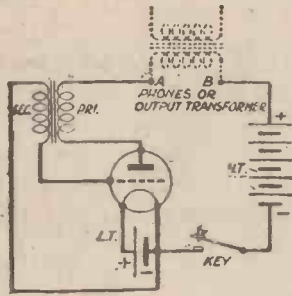 A B
PHONES OR
OUTPUT TRANSFORMER
SEC. PRI.
+
H.T.
-
L.T.
+ -
KEY